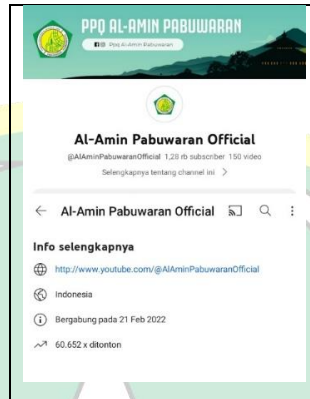 PPQ AL-AMIN PABUWARAN
Ppq Al-Amin Pabuwaran
Al-Amin Pabuwaran Official
@AlAminPabuwaranOfficial 1,28 rb subscriber 150 video
Selengkapnya tentang channel ini >
Al-Amin Pabuwaran Official
Info selengkapnya
http://www.youtube.com/@AlAminPabuwaranOfficial
Indonesia
Bergabung pada 21 Feb 2022
60.652 x ditonton